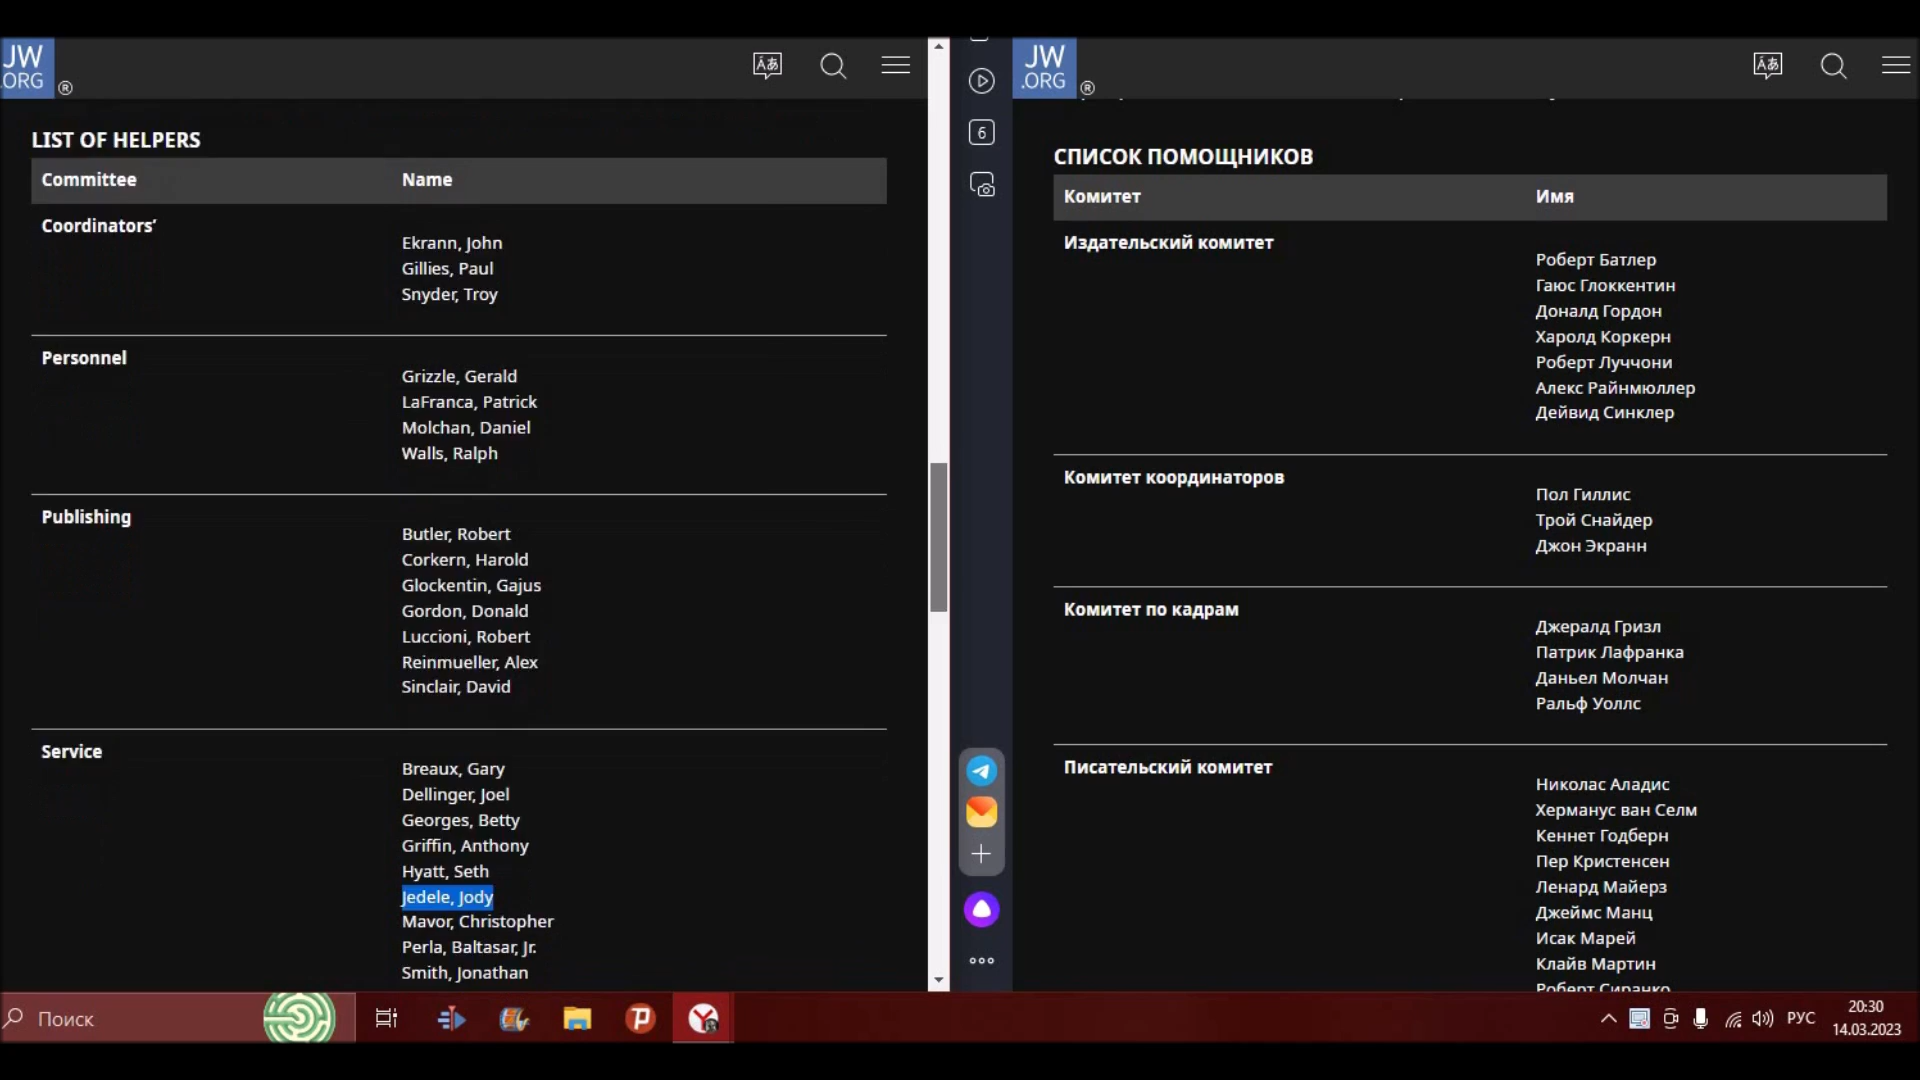 JW
.ORG
®
LIST OF HELPERS
Committee Name
Coordinators’
Ekrann, John
Gillies, Paul
Snyder, Troy
Personnel
Grizzle, Gerald
LaFranca, Patrick
Molchan, Daniel
Walls, Ralph
Publishing
Butler, Robert
Corkern, Harold
Glockentin, Gajus
Gordon, Donald
Luccioni, Robert
Reinmueller, Alex
Sinclair, David
Service
Breaux, Gary
Dellinger, Joel
Georges, Betty
Griffin, Anthony
Hyatt, Seth
Jedele, Jody
Mavor, Christopher
Perla, Baltasar, Jr.
Smith, Jonathan
6
JW
.ORG
®
СПИСОК ПОМОЩНИКОВ
Комитет Имя
Издательский комитет
Роберт Батлер
Гаюс Глоккентин
Доналд Гордон
Харолд Коркерн
Роберт Луччони
Алекс Райнмюллер
Дейвид Синклер
Комитет координаторов
Пол Гиллис
Трой Снайдер
Джон Экранн
Комитет по кадрам
Джералд Гризл
Патрик Лафранка
Даньел Молчан
Ральф Уоллс
Писательский комитет
Николас Аладис
Херманус ван Селм
Кеннет Годберн
Пер Кристенсен
Ленард Майерз
Джеймс Манц
Исак Марей
Клайв Мартин
Роберт Сиранко
Поиск
РУС
20:30
14.03.2023